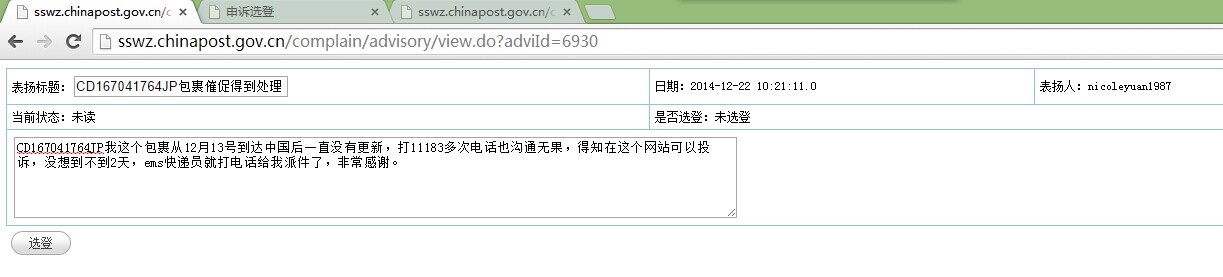 sswz.chinapost.gov.cn/c
申诉选登
sswz.chinapost.gov.cn/c
sswz.chinapost.gov.cn/complain/advisory/view.do?adviId=6930
表扬标题: CD167041764JP包裹催促得到处理
日期: 2014-12-22 10:21:11.0
表扬人: nicoleyuan1987
当前状态: 未读
是否选登: 未选登
CD167041764JP我这个包裹从12月13号到达中国后一直没有更新，打11183多次电话也沟通无果，得知在这个网站可以投
诉，没想到不到2天，ems快递员就打电话给我派件了，非常感谢。
选登